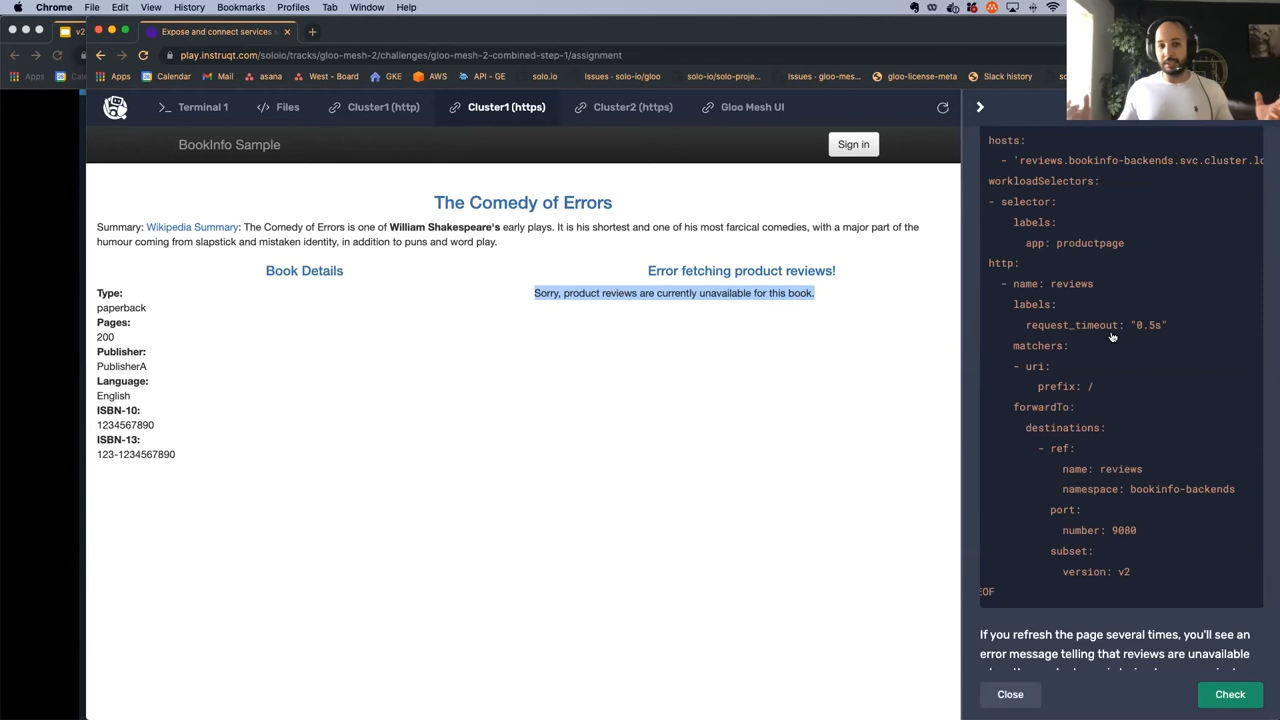 Chrome File Edit View History Bookmarks Profiles Tab Window Help
v2
Expose and connect services
play.instruqt.com/soloio/tracks/gloo-mesh-2/challenges/gloo-mesh-2-combined-step-1/assignment
Apps Apps Calendar Mail asana West - Board GKE AWS API - GE solo.io Issues · solo-io/gloo solo-io/solo-proje... Issues · gloo-mes... gloo-license-meta Slack history
Terminal 1 Files Cluster1 (http) Cluster1 (https) Cluster2 (https) Gloo Mesh UI
BookInfo Sample
Sign in
The Comedy of Errors
Summary: Wikipedia Summary: The Comedy of Errors is one of William Shakespeare's early plays. It is his shortest and one of his most farcical comedies, with a major part of the
humour coming from slapstick and mistaken identity, in addition to puns and word play.
Book Details
Type:
paperback
Pages:
200
Publisher:
PublisherA
Language:
English
ISBN-10:
1234567890
ISBN-13:
123-1234567890
Error fetching product reviews!
Sorry, product reviews are currently unavailable for this book.
hosts:
- 'reviews.bookinfo-backends.svc.cluster.lo
workloadSelectors:
- selector:
labels:
app: productpage
http:
- name: reviews
labels:
request_timeout: "0.5s"
matchers:
- uri:
prefix: /
forwardTo:
destinations:
- ref:
name: reviews
namespace: bookinfo-backends
port:
number: 9080
subset:
version: v2
EOF
If you refresh the page several times, you'll see an
error message telling that reviews are unavailable
Close
Check